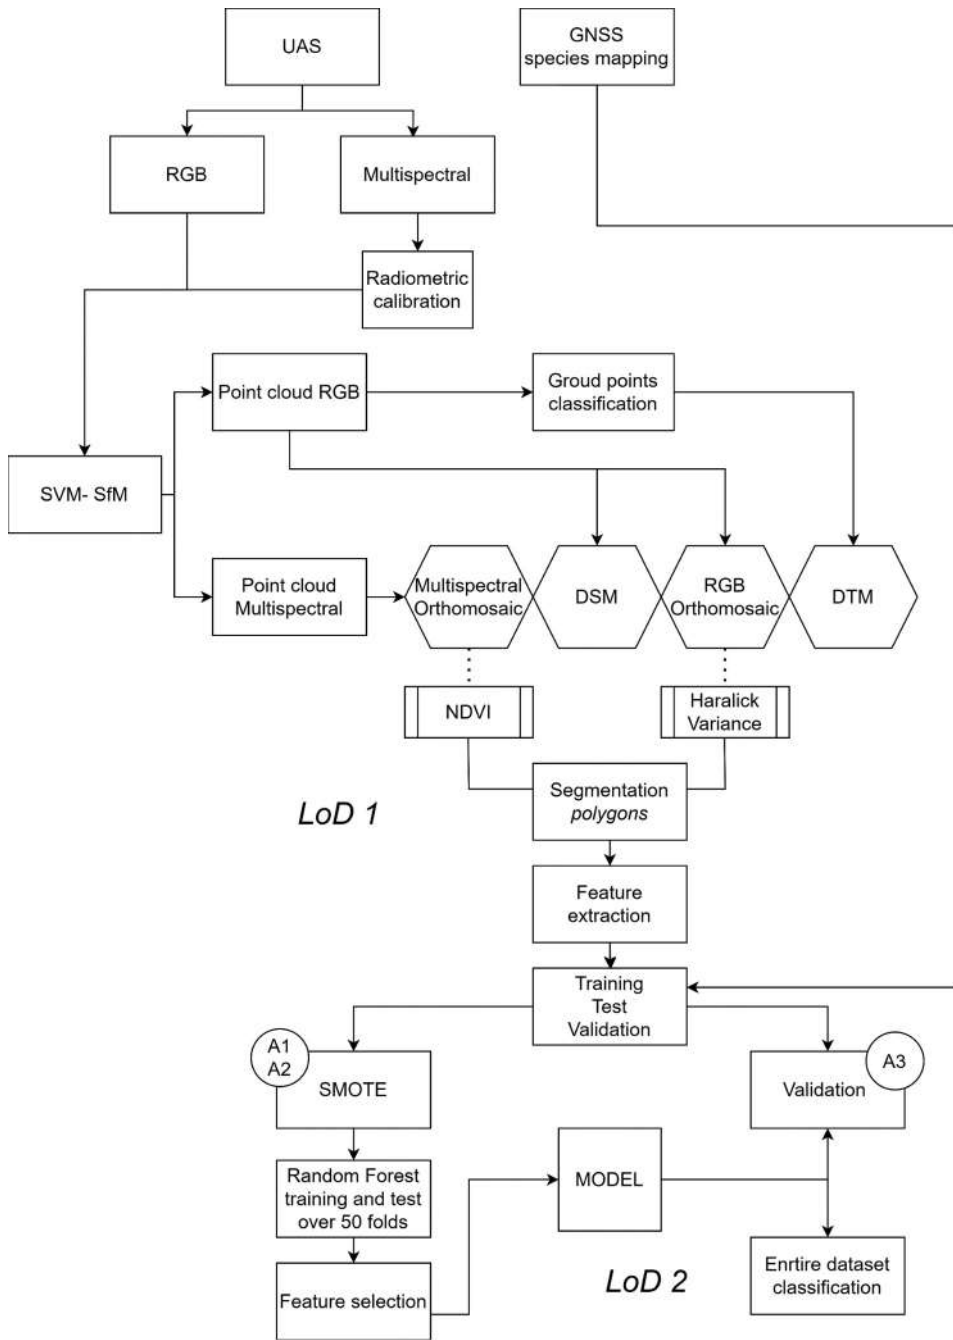 UAS
GNSS
species mapping
RGB
Multispectral
Radiometric
calibration
Point cloud RGB
Groud points
classification
SVM- SfM
Point cloud
Multispectral
Multispectral
Orthomosaic
DSM
RGB
Orthomosaic
DTM
NDVI
Haralick
Variance
LoD 1
Segmentation
polygons
Feature
extraction
Training
Test
Validation
A1
A2
SMOTE
A3
Validation
Random Forest
training and test
over 50 folds
MODEL
Feature selection
LoD 2
Enrtire dataset
classification